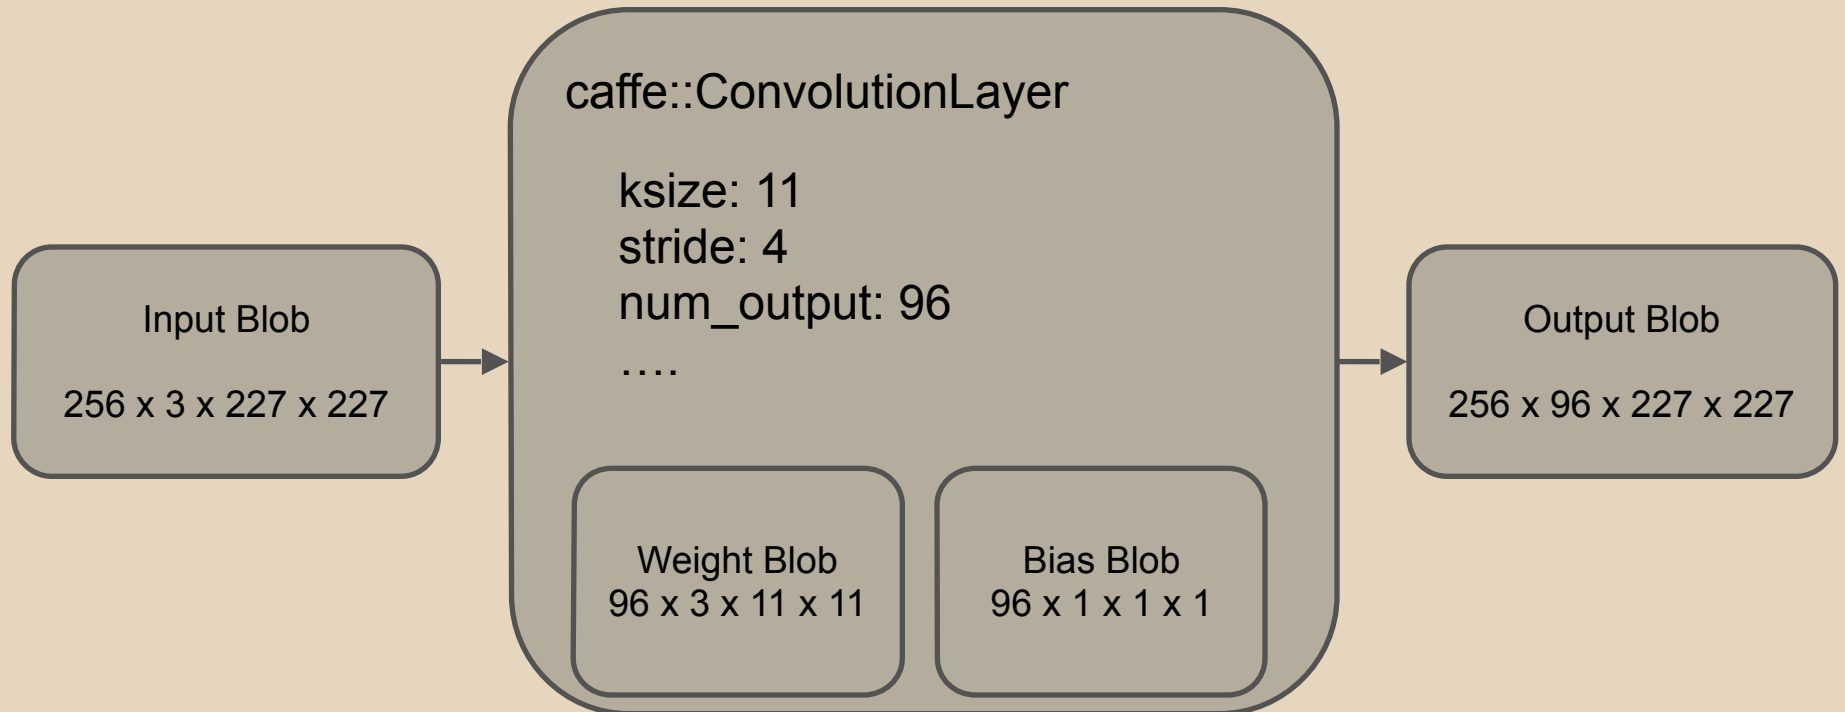 caffe::ConvolutionLayer
ksize: 11
stride: 4
num_output: 96
….
Input Blob
256 x 3 x 227 x 227
Output Blob
256 x 96 x 227 x 227
Weight Blob
96 x 3 x 11 x 11
Bias Blob
96 x 1 x 1 x 1